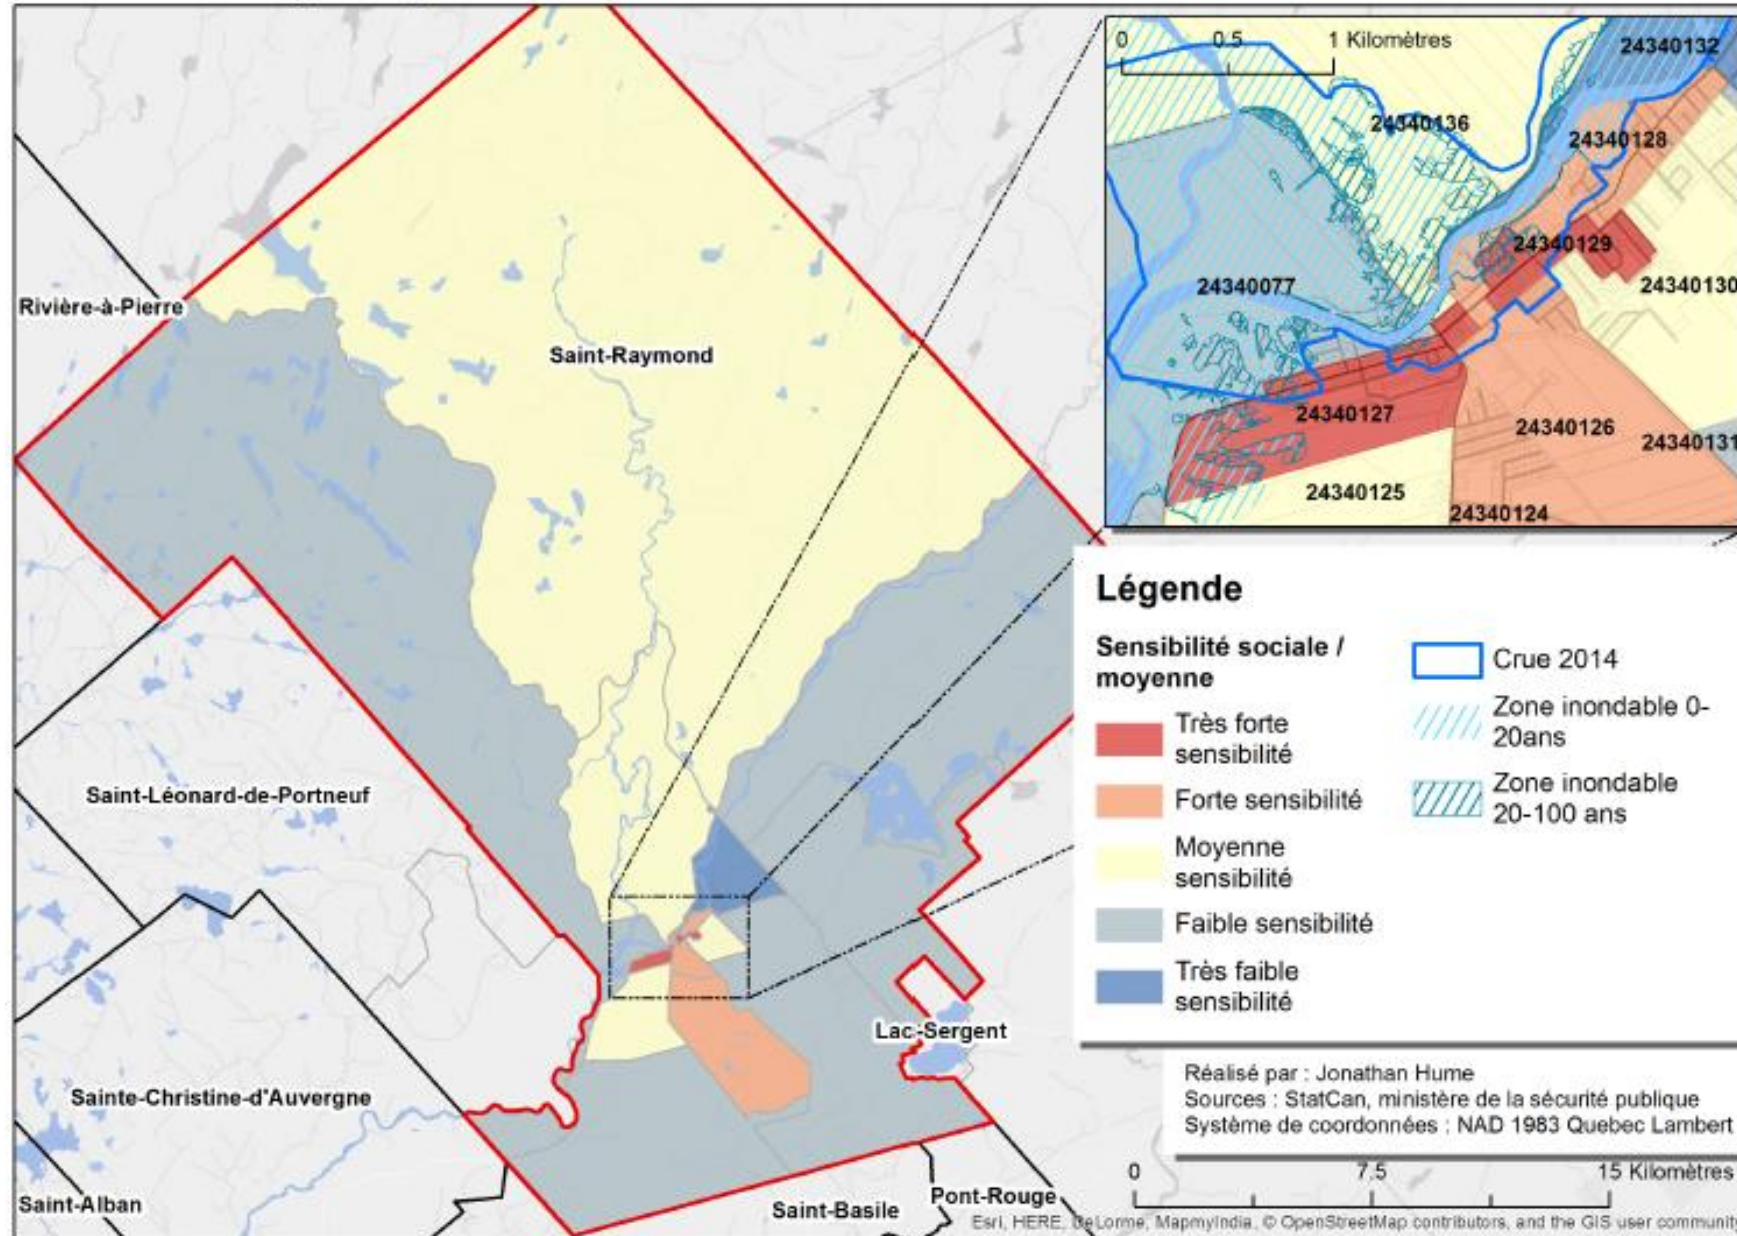 0 0.5 1 Kilomètres
24340132
24340136
24340128
24340129
24340077
24340130
24340127
24340126
24340131
24340125
24340124
Rivière-à-Pierre
Saint-Raymond
Saint-Léonard-de-Portneuf
Lac-Sergent
Sainte-Christine-d'Auvergne
Saint-Alban
Saint-Basile
Pont-Rouge
Légende
Sensibilité sociale /
moyenne
Très forte
sensibilité
Forte sensibilité
Moyenne
sensibilité
Faible sensibilité
Très faible
sensibilité
Crue 2014
Zone inondable 0-
20ans
Zone inondable
20-100 ans
Réalisé par : Jonathan Hume
Sources : StatCan, ministère de la sécurité publique
Système de coordonnées : NAD 1983 Quebec Lambert
0 7.5 15 Kilomètres
Esri, HERE, DeLorme, MapmyIndia, © OpenStreetMap contributors, and the GIS user community